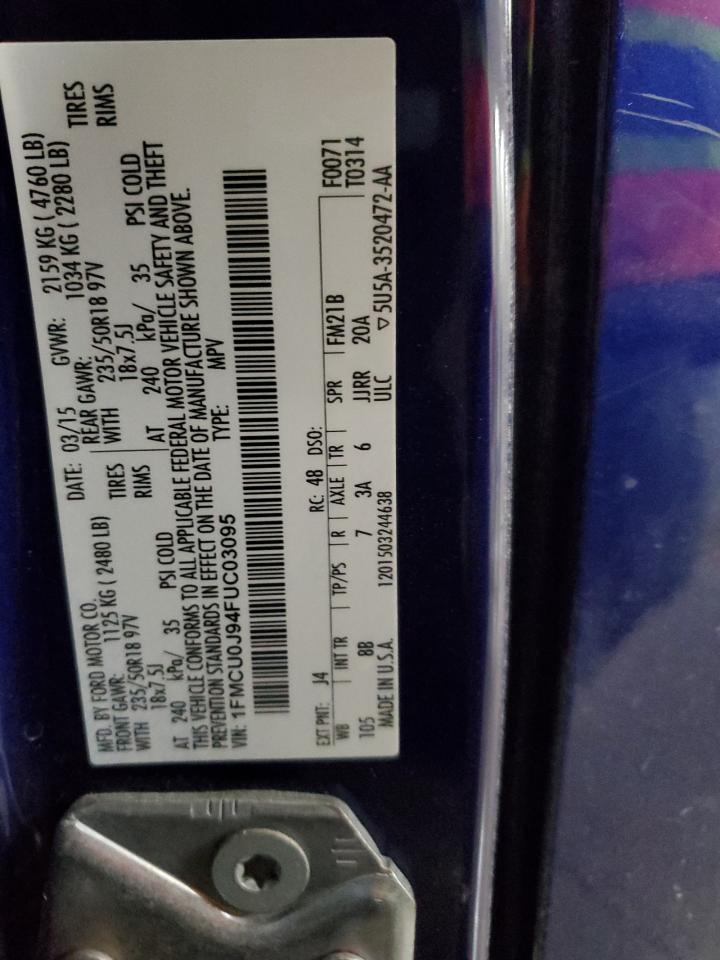 MFD. BY FORD MOTOR CO.
DATE: 03/15 GVWR: 2159 KG ( 4760 LB)
FRONT GAWR: 1125 KG ( 2480 LB)
REAR GAWR: 1034 KG ( 2280 LB)
WITH 235/50R18 97V TIRES
WITH 235/50R18 97V TIRES
18x7.5J RIMS
18x7.5J RIMS
AT 240 kPa/ 35 PSI COLD
AT 240 kPa/ 35 PSI COLD
THIS VEHICLE CONFORMS TO ALL APPLICABLE FEDERAL MOTOR VEHICLE SAFETY AND THEFT
PREVENTION STANDARDS IN EFFECT ON THE DATE OF MANUFACTURE SHOWN ABOVE.
VIN: 1FMCU0J94FUC03095 TYPE: MPV
EXT PNT: J4 RC: 48 DSO: F0071
WB INT TR TP/PS R AXLE TR SPR FM21B T0314
105 8B 7 3A 6 JJRR 20A
MADE IN U.S.A. 1201503244638 ULC ▽5U5A-3520472-AA